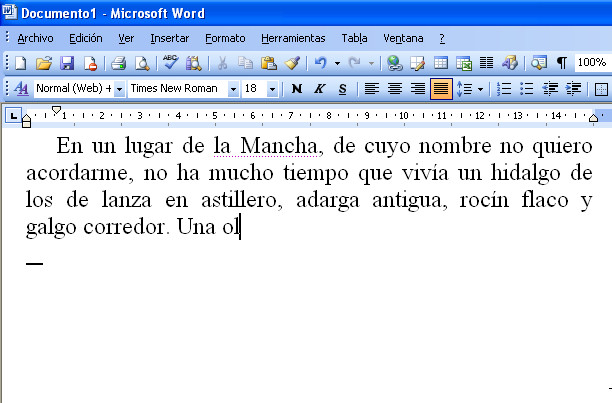 Documento1 - Microsoft Word
Archivo Edición Ver Insertar Formato Herramientas Tabla Ventana ?
ABC ¶ 100%
Normal (Web) + Times New Roman 18 N K S
L 1 2 3 4 5 6 7 8 9 10 11 12 13 14
En un lugar de la Mancha, de cuyo nombre no quiero
acordarme, no ha mucho tiempo que vivía un hidalgo de
los de lanza en astillero, adarga antigua, rocín flaco y
galgo corredor. Una ol